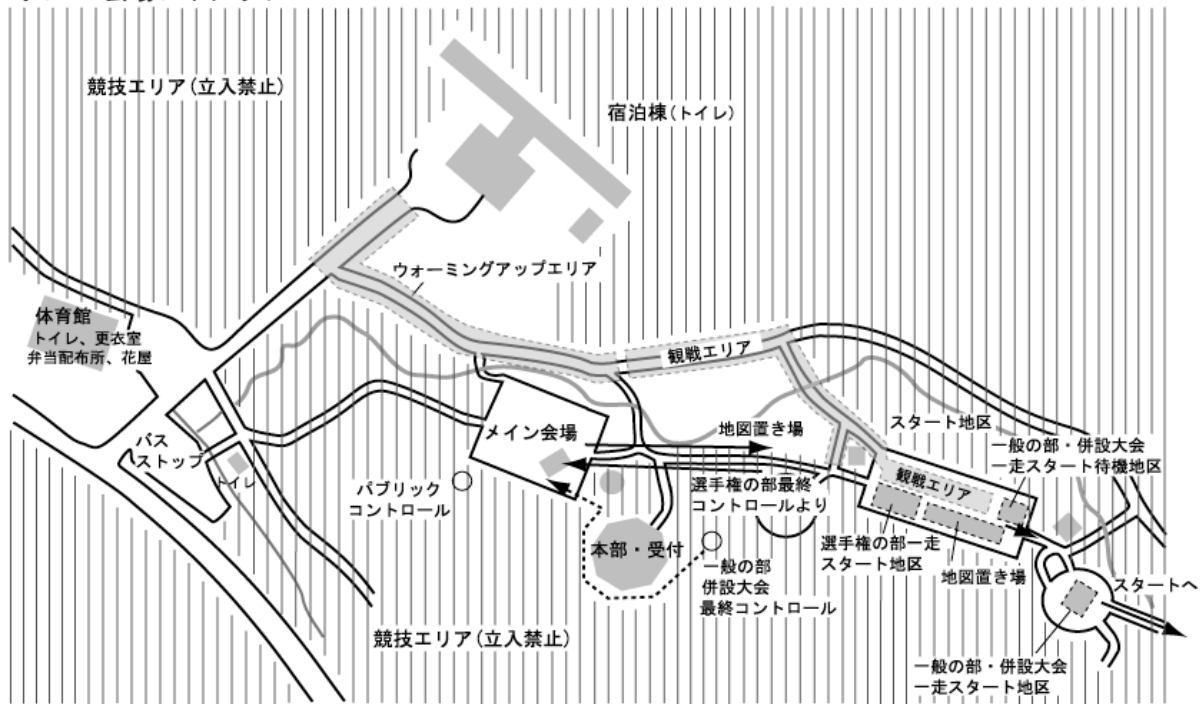 競技エリア(立入禁止)
宿泊棟(トイレ)
ウォーミングアップエリア
体育館
トイレ、更衣室
弁当配布所、花屋
観戦エリア
バス
ストップ
トイレ
メイン会場
パブリック
コントロール
地図置き場
スタート地区
一般の部・併設大会
一走スタート待機地区
観戦エリア
選手権の部最終
コントロールより
本部・受付
選手権の部一走
スタート地区
地図置き場
一般の部
併設大会
最終コントロール
スタートへ
競技エリア(立入禁止)
一般の部・併設大会
一走スタート地区